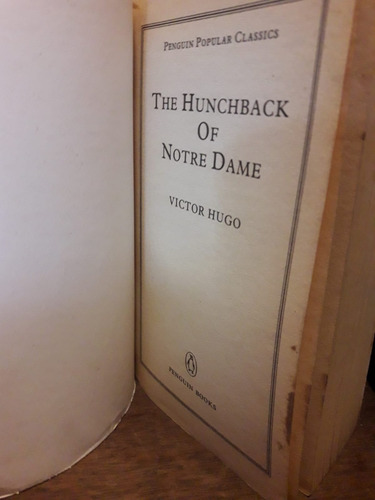 PENGUIN POPULAR CLASSICS
THE HUNCHBACK
OF
NOTRE DAME
VICTOR HUGO
PENGUIN BOOKS